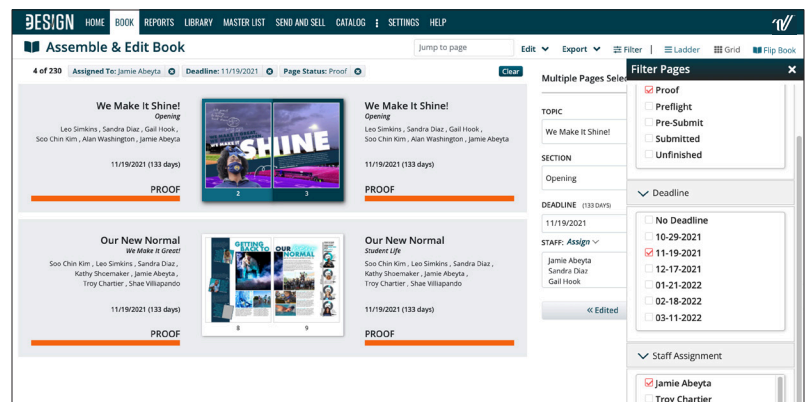 DESIGN HOME BOOK REPORTS LIBRARY MASTER LIST SEND AND SELL CATALOG SETTINGS HELP
Assemble & Edit Book
Jump to page
Edit Export Filter | Ladder Grid Flip Book
4 of 230 Assigned To: Jamie Abeyta Deadline: 11/19/2021 Page Status: Proof Clear
We Make It Shine!
Opening
Leo Simkins , Sandra Diaz , Gail Hook ,
Soo Chin Kim , Alan Washington , Jamie Abeyta
11/19/2021 (133 days)
PROOF
SHINE
2 3
We Make It Shine!
Opening
Leo Simkins , Sandra Diaz , Gail Hook ,
Soo Chin Kim , Alan Washington , Jamie Abeyta
11/19/2021 (133 days)
PROOF
Our New Normal
We Make It Great!
Soo Chin Kim , Leo Simkins , Sandra Diaz ,
Kathy Shoemaker , Jamie Abeyta ,
Troy Chartier , Shae Villapando
11/19/2021 (133 days)
PROOF
GETTING
BACK TO
OUR
NORMAL
8 9
Our New Normal
Student Life
Soo Chin Kim , Leo Simkins , Sandra Diaz ,
Kathy Shoemaker , Jamie Abeyta ,
Troy Chartier , Shae Villiapando
11/19/2021 (133 days)
PROOF
Multiple Pages Selec
TOPIC
We Make It Shine!
SECTION
Opening
DEADLINE (133 DAYS)
11/19/2021
STAFF: Assign
Jamie Abeyta
Sandra Diaz
Gail Hook
« Edited
Filter Pages
Proof
Preflight
Pre-Submit
Submitted
Unfinished
Deadline
No Deadline
10-29-2021
11-19-2021
12-17-2021
01-21-2022
02-18-2022
03-11-2022
Staff Assignment
Jamie Abeyta
Troy Chartier